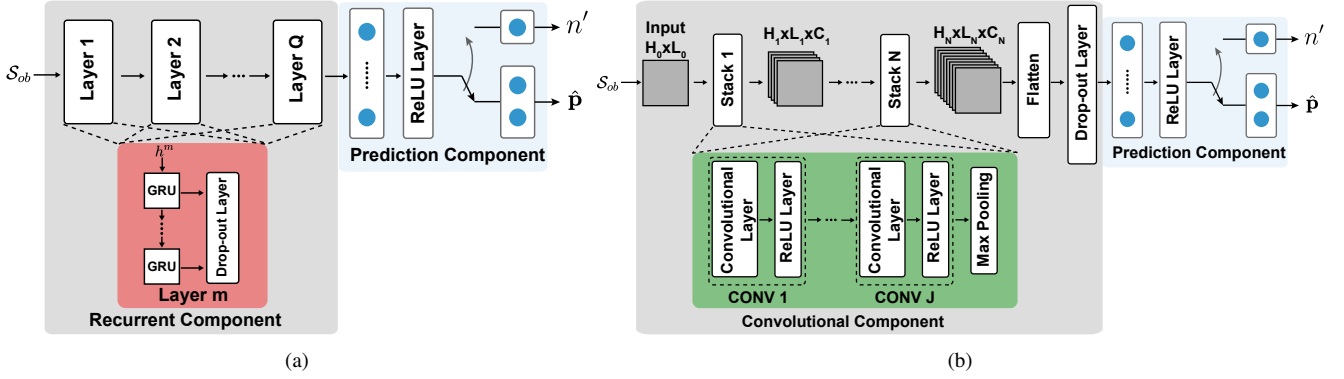 S_ob
Layer 1
Layer 2
...
Layer Q
h^m
GRU
GRU
Drop-out Layer
Layer m
Recurrent Component
......
ReLU Layer
n′
p̂
Prediction Component
(a)
S_ob
Input
H₀xL₀
Stack 1
H₁xL₁xC₁
...
Stack N
H_NxL_NxC_N
Flatten
Drop-out Layer
Convolutional
Layer
ReLU Layer
CONV 1
...
Convolutional
Layer
ReLU Layer
CONV J
Max Pooling
Convolutional Component
......
ReLU Layer
n′
p̂
Prediction Component
(b)